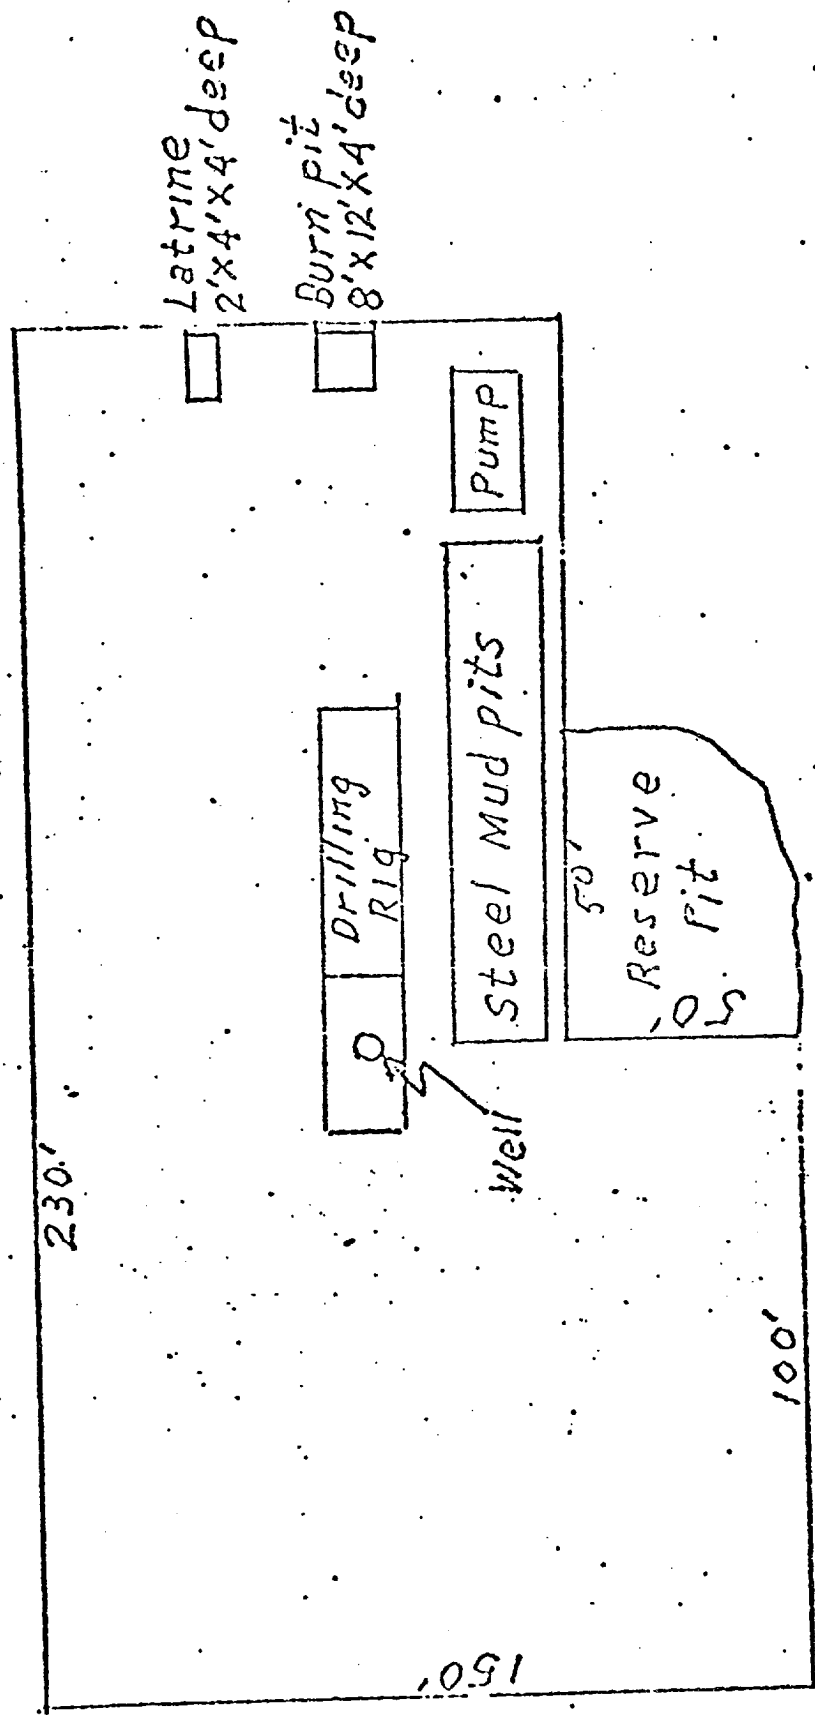 Latrine
2'x4'x4' deep
Burn pit
8'x12'x4' deep
230.'
Pump
Drilling
Rig
Steel Mud pits
Well
50'
Reserve
Pit
50'
100'
150'